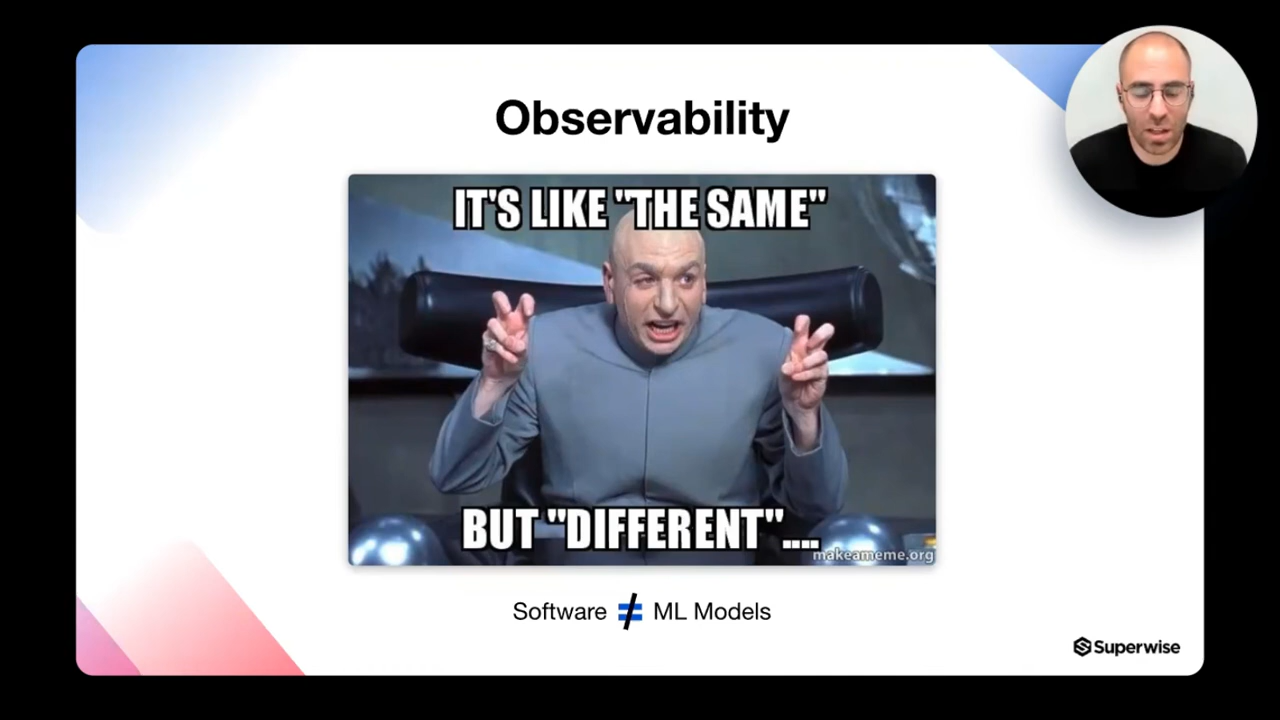 Observability
IT'S LIKE "THE SAME"
BUT "DIFFERENT"....
makeameme.org
Software ≠ ML Models
Superwise